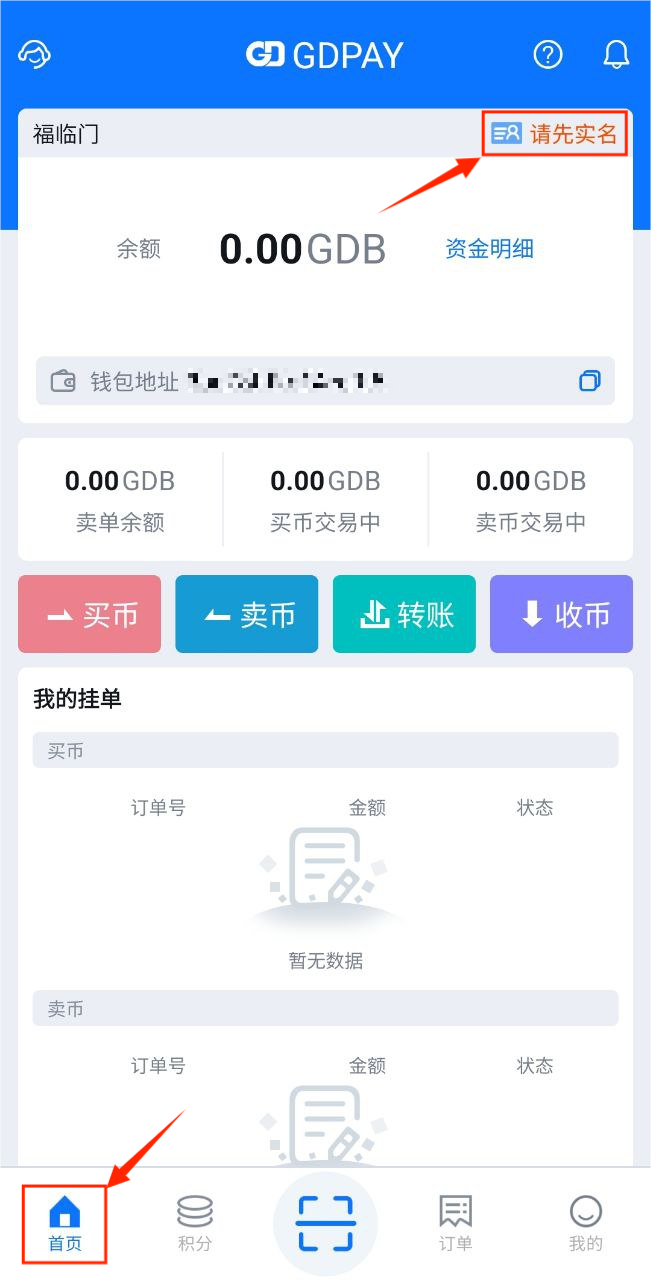 GDPAY
福临门
请先实名
余额 0.00GDB 资金明细
钱包地址
0.00GDB 0.00GDB 0.00GDB
卖单余额 买币交易中 卖币交易中
买币 卖币 转账 收币
我的挂单
买币
订单号 金额 状态
暂无数据
卖币
订单号 金额 状态
首页 积分 订单 我的